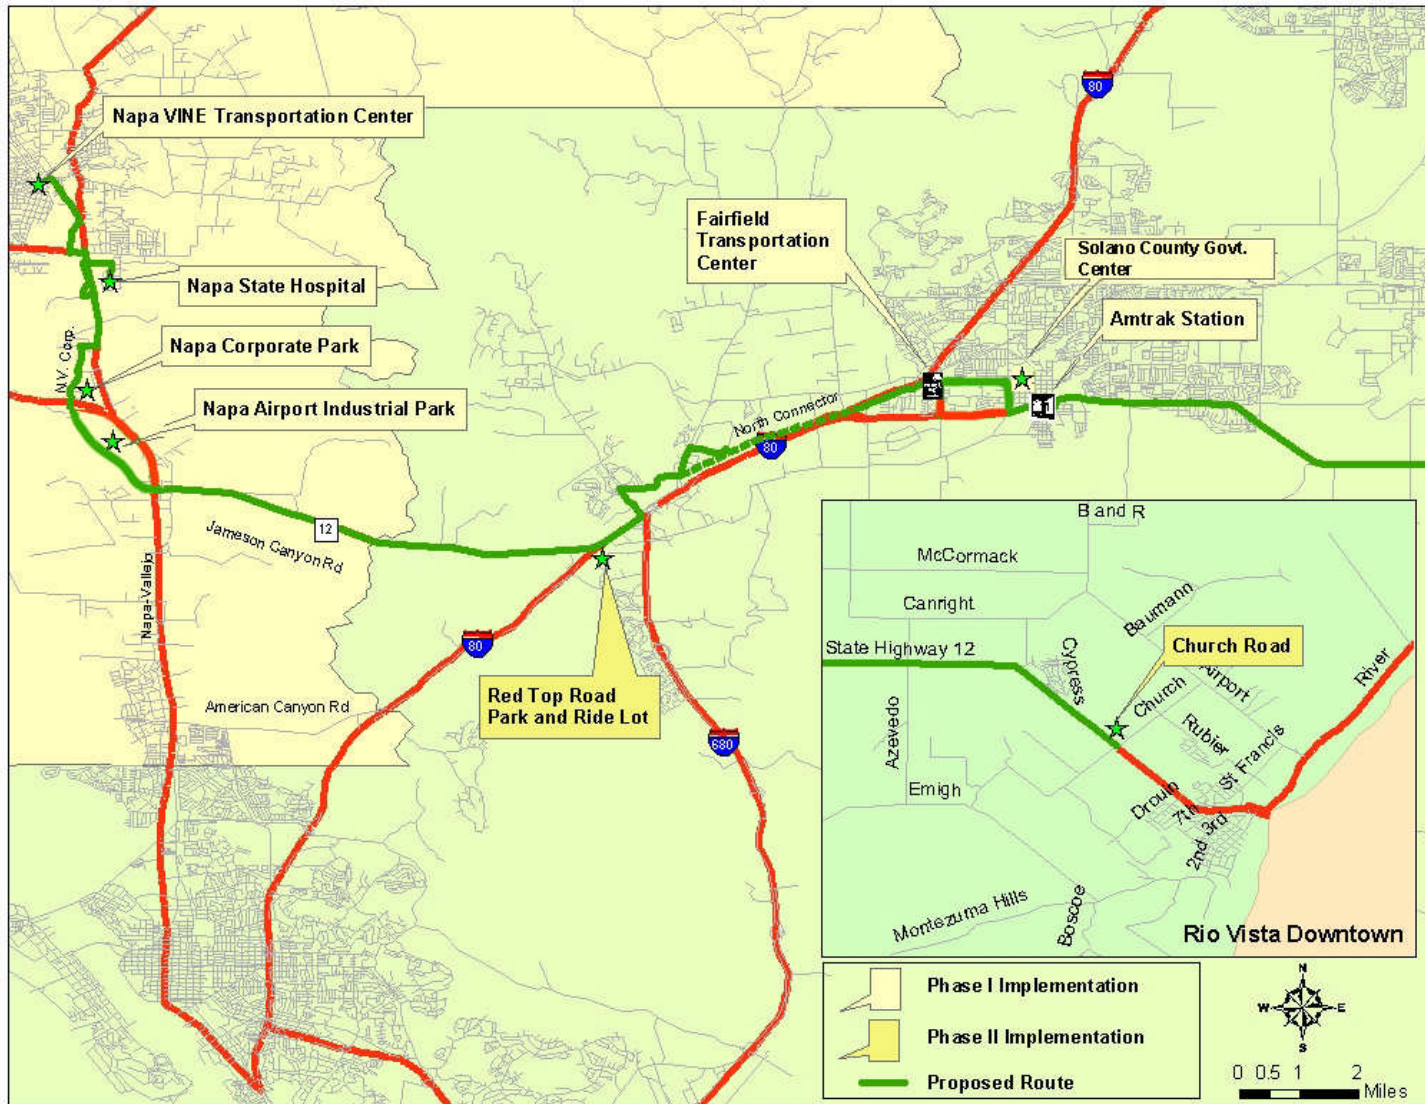 80
Napa VINE Transportation Center
Fairfield
Transportation
Center
Solano County Govt.
Center
Napa State Hospital
Amtrak Station
N.V. Corp.
Napa Corporate Park
Napa Airport Industrial Park
North Connector
80
12
Jameson Canyon Rd
Napa-Vallejo
80
Red Top Road
Park and Ride Lot
American Canyon Rd
680
B and R
McCormack
Canright
Baumann
State Highway 12
Cypress
Church Road
Airport
River
Church
Azevedo
Rubier
St Francis
Emigh
Drouin
7th
3rd
2nd
Montezuma Hills
Boscoe
Rio Vista Downtown
Phase I Implementation
Phase II Implementation
Proposed Route
N
W E
S
0 0.5 1 2
Miles